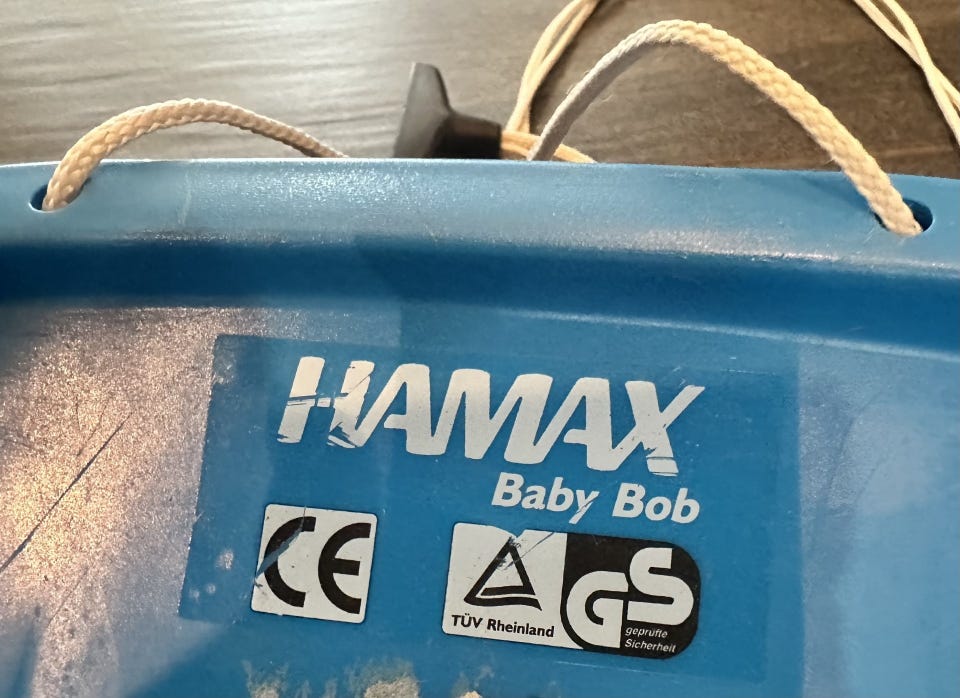 HAMAX
Baby Bob
CE
TÜV Rheinland
GS
geprüfte
Sicherheit